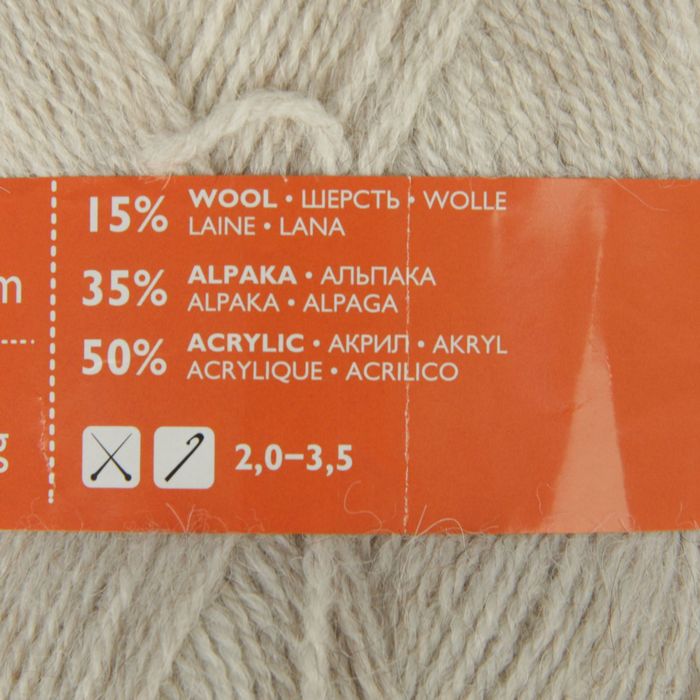 15% WOOL • ШЕРСТЬ • WOLLE
LAINE • LANA
m
35% ALPAKA • АЛЬПАКА
ALPAKA • ALPAGA
50% ACRYLIC • АКРИЛ • AKRYL
ACRYLIQUE • ACRILICO
g
2,0–3,5